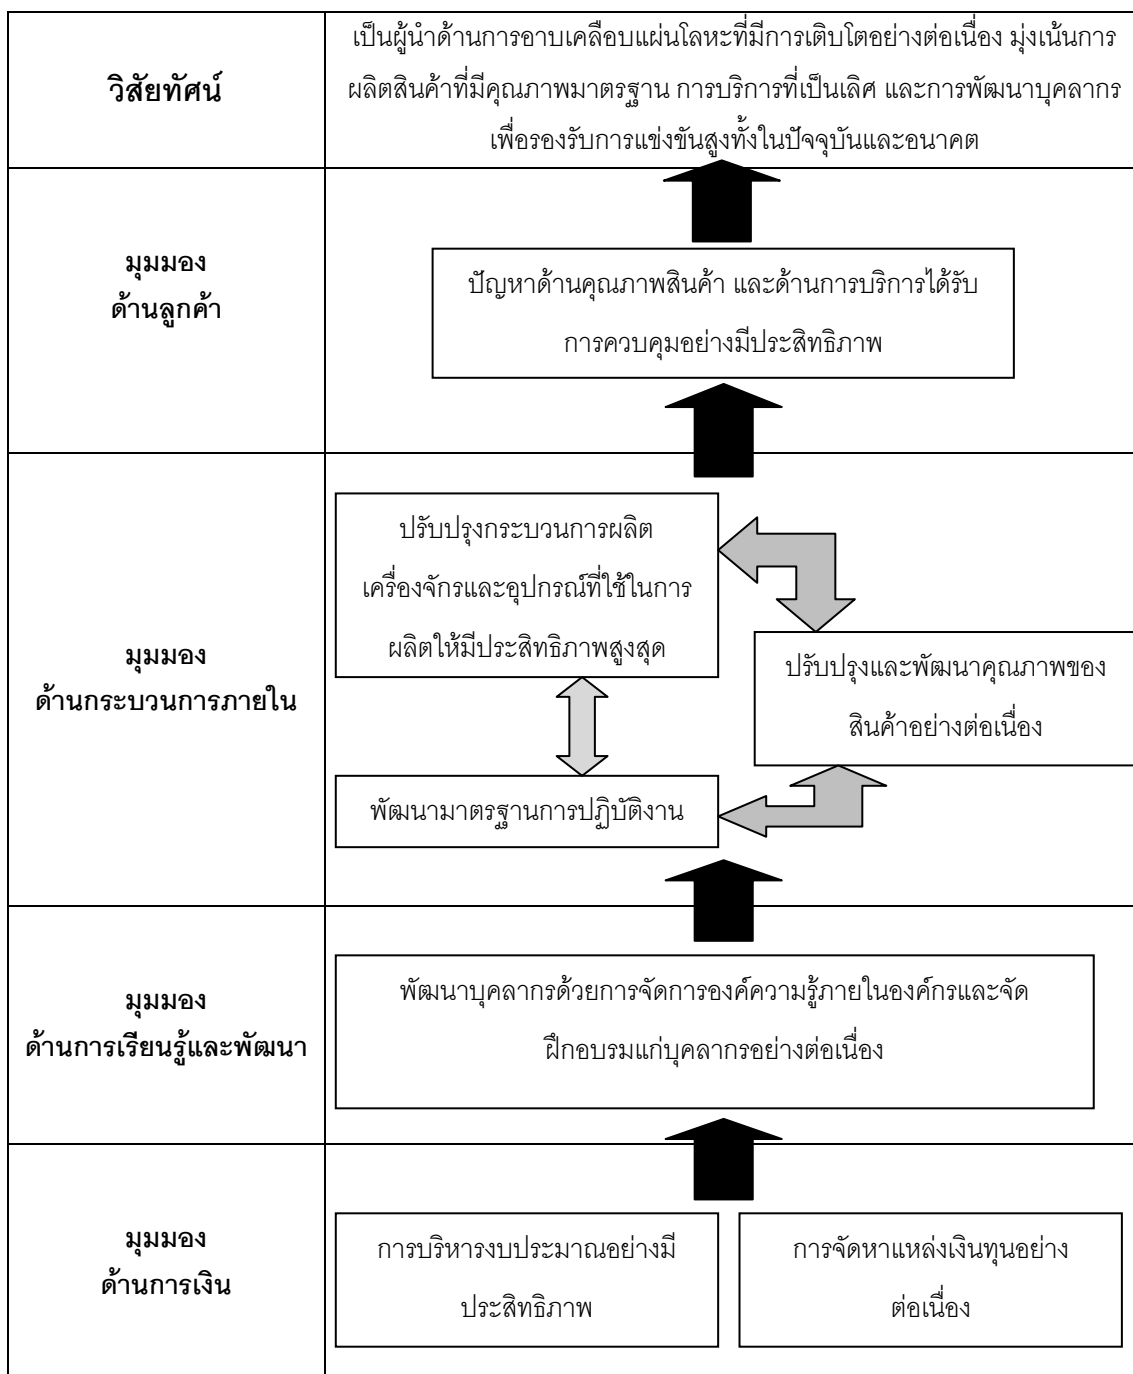 วิสัยทัศน์
เป็นผู้นำด้านการอาบเคลือบแผ่นโลหะที่มีการเติบโตอย่างต่อเนื่อง มุ่งเน้นการ
ผลิตสินค้าที่มีคุณภาพมาตรฐาน การบริการที่เป็นเลิศ และการพัฒนาบุคลากร
เพื่อรองรับการแข่งขันสูงทั้งในปัจจุบันและอนาคต
มุมมอง
ด้านลูกค้า
ปัญหาด้านคุณภาพสินค้า และด้านการบริการได้รับ
การควบคุมอย่างมีประสิทธิภาพ
มุมมอง
ด้านกระบวนการภายใน
ปรับปรุงกระบวนการผลิต
เครื่องจักรและอุปกรณ์ที่ใช้ในการ
ผลิตให้มีประสิทธิภาพสูงสุด
ปรับปรุงและพัฒนาคุณภาพของ
สินค้าอย่างต่อเนื่อง
พัฒนามาตรฐานการปฏิบัติงาน
มุมมอง
ด้านการเรียนรู้และพัฒนา
พัฒนาบุคลากรด้วยการจัดการองค์ความรู้ภายในองค์กรและจัด
ฝึกอบรมแก่บุคลากรอย่างต่อเนื่อง
มุมมอง
ด้านการเงิน
การบริหารงบประมาณอย่างมี
ประสิทธิภาพ
การจัดหาแหล่งเงินทุนอย่าง
ต่อเนื่อง